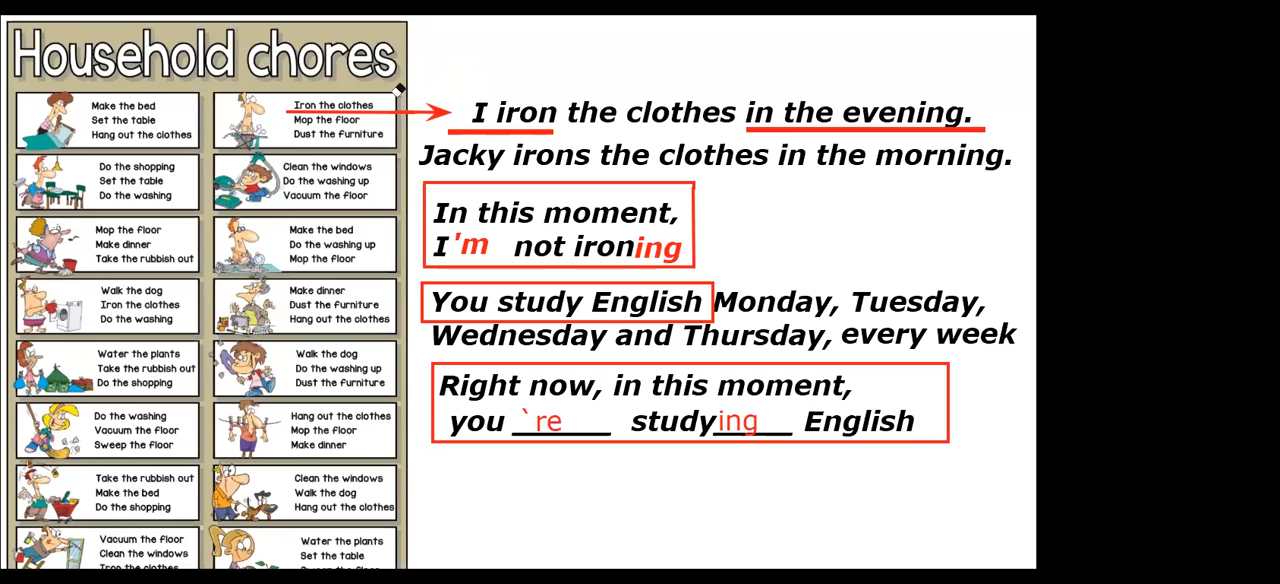 Household chores
Make the bed
Set the table
Hang out the clothes
Iron the clothes
Mop the floor
Dust the furniture
Do the shopping
Set the table
Do the washing
Clean the windows
Do the washing up
Vacuum the floor
Mop the floor
Make dinner
Take the rubbish out
Make the bed
Do the washing up
Mop the floor
Walk the dog
Iron the clothes
Do the washing
Make dinner
Dust the furniture
Hang out the clothes
Water the plants
Take the rubbish out
Do the shopping
Walk the dog
Do the washing up
Dust the furniture
Do the washing
Vacuum the floor
Sweep the floor
Hang out the clothes
Mop the floor
Make dinner
Take the rubbish out
Make the bed
Do the shopping
Clean the windows
Walk the dog
Hang out the clothes
Vacuum the floor
Clean the windows
Iron the clothes
Water the plants
Set the table
I iron the clothes in the evening.
Jacky irons the clothes in the morning.
In this moment,
I'm not ironing
You study English Monday, Tuesday,
Wednesday and Thursday, every week
Right now, in this moment,
you `re studying English